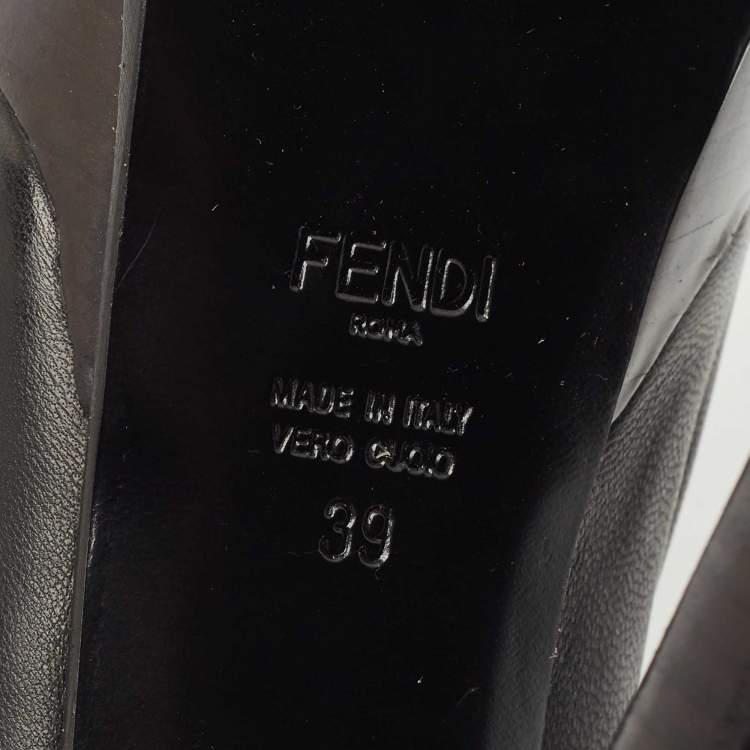 FENDI
ROMA
MADE IN ITALY
VERO CUOIO
39